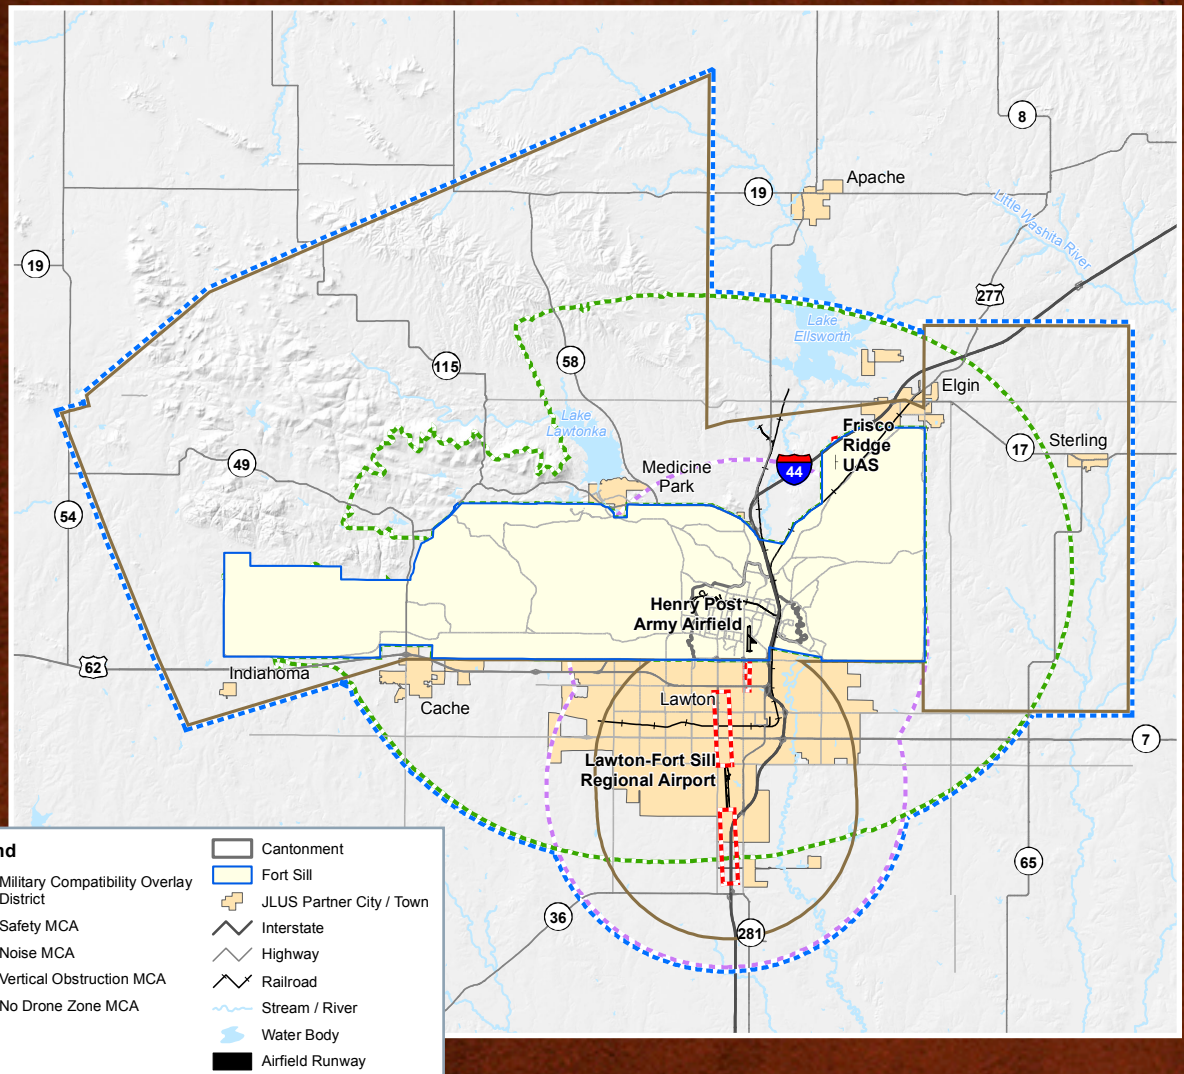 8
Apache
19
Little Washita River
19
277
Lake
Ellsworth
58
115
Elgin
Lake
Lawtonka
Frisco
Ridge
UAS
17
Sterling
49
Medicine
Park
44
54
Henry Post
Army Airfield
62
Indiahoma
Cache
Lawton
7
Lawton-Fort Sill
Regional Airport
65
36
281
nd
Military Compatibility Overlay
District
Safety MCA
Noise MCA
Vertical Obstruction MCA
No Drone Zone MCA
Cantonment
Fort Sill
JLUS Partner City / Town
Interstate
Highway
Railroad
Stream / River
Water Body
Airfield Runway